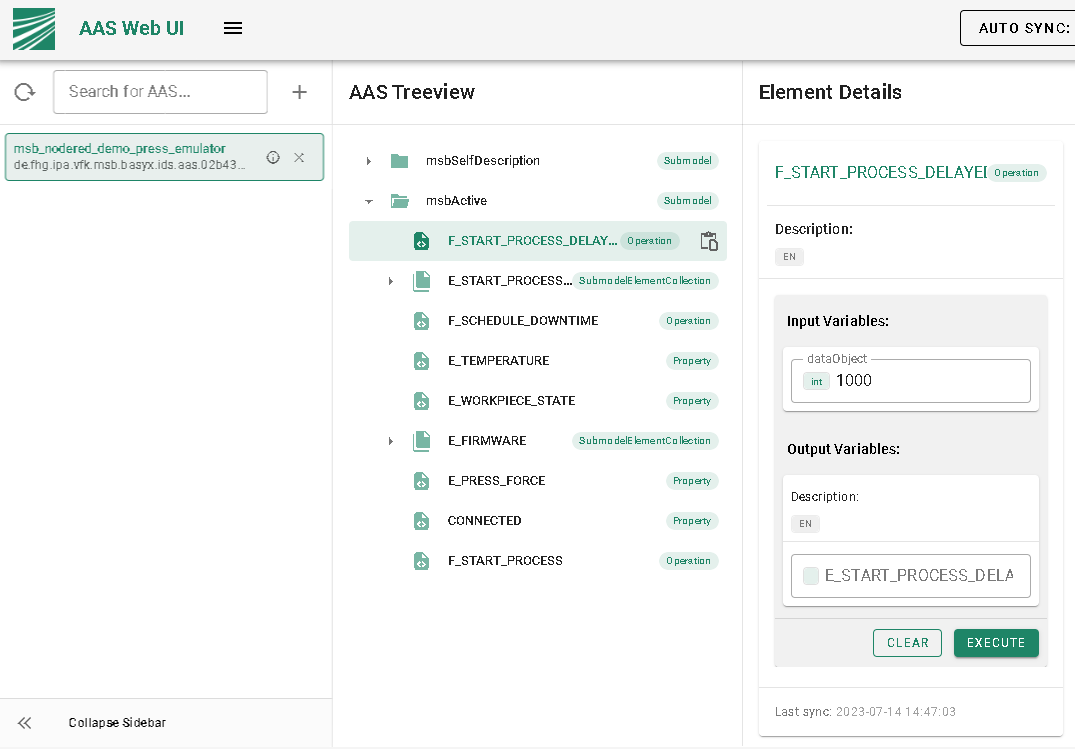 AAS Web UI
AUTO SYNC:
Search for AAS...
AAS Treeview
Element Details
msb_nodered_demo_press_emulator
de.fhg.ipa.vfk.msb.basyx.ids.aas.02b43...
msbSelfDescription Submodel
msbActive Submodel
F_START_PROCESS_DELAY... Operation
E_START_PROCESS... SubmodelElementCollection
F_SCHEDULE_DOWNTIME Operation
E_TEMPERATURE Property
E_WORKPIECE_STATE Property
E_FIRMWARE SubmodelElementCollection
E_PRESS_FORCE Property
CONNECTED Property
F_START_PROCESS Operation
F_START_PROCESS_DELAYED Operation
Description:
EN
Input Variables:
dataObject
int 1000
Output Variables:
Description:
EN
E_START_PROCESS_DELA
CLEAR EXECUTE
Last sync: 2023-07-14 14:47:03
Collapse Sidebar